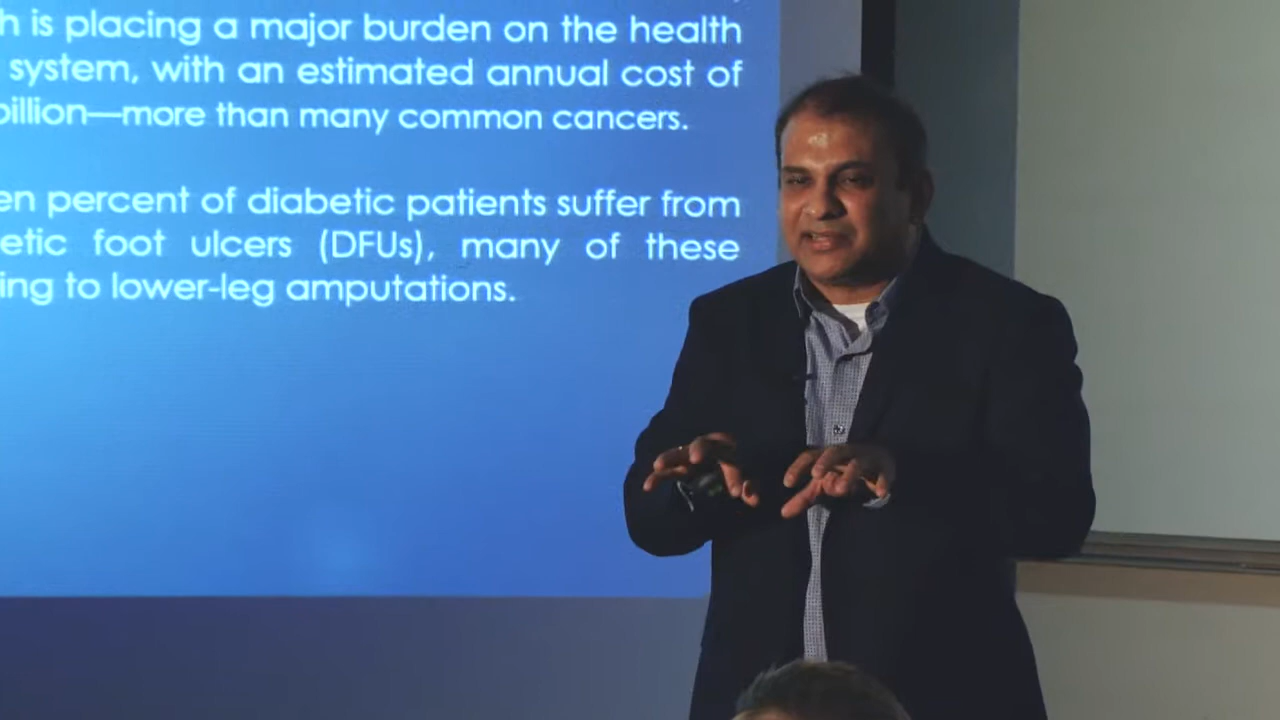 h is placing a major burden on the health
system, with an estimated annual cost of
billion—more than many common cancers.
en percent of diabetic patients suffer from
etic foot ulcers (DFUs), many of these
ing to lower-leg amputations.